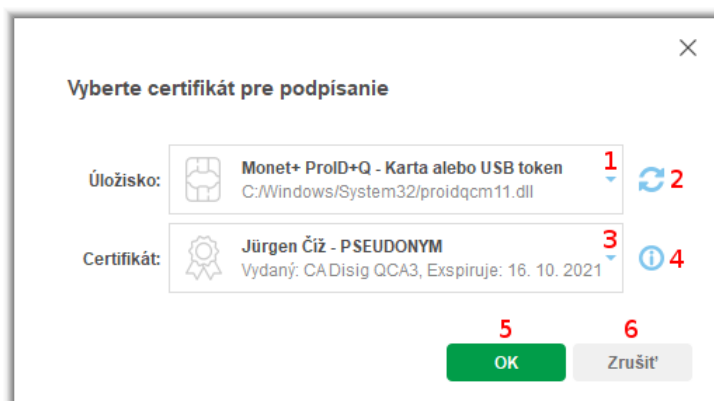 Vyberte certifikát pre podpísanie
Úložisko:
Monet+ ProID+Q - Karta alebo USB token
C:/Windows/System32/proidqcm11.dll
1
2
Certifikát:
Jürgen Číž - PSEUDONYM
Vydaný: CA Disig QCA3, Exspiruje: 16. 10. 2021
3
4
5
6
OK
Zrušiť